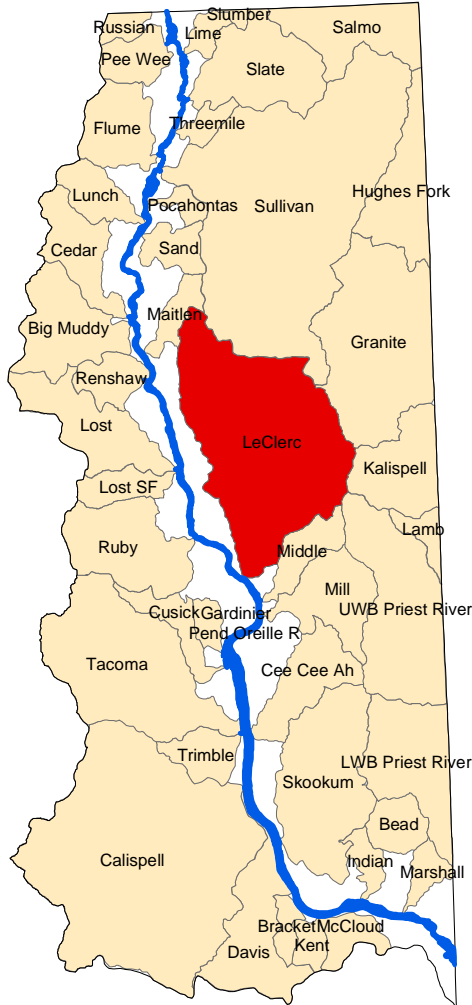 Slumber
Russian
Lime
Salmo
Pee Wee
Slate
Flume
Threemile
Hughes Fork
Lunch
Pocahontas
Sullivan
Cedar
Sand
Maitlen
Big Muddy
Granite
Renshaw
Lost
LeClerc
Kalispell
Lost SF
Lamb
Ruby
Middle
Mill
Cusick
Gardinier
UWB Priest River
Pend Oreille R
Tacoma
Cee Cee Ah
Trimble
LWB Priest River
Skookum
Bead
Calispell
Indian
Marshall
Bracket
McCloud
Kent
Davis